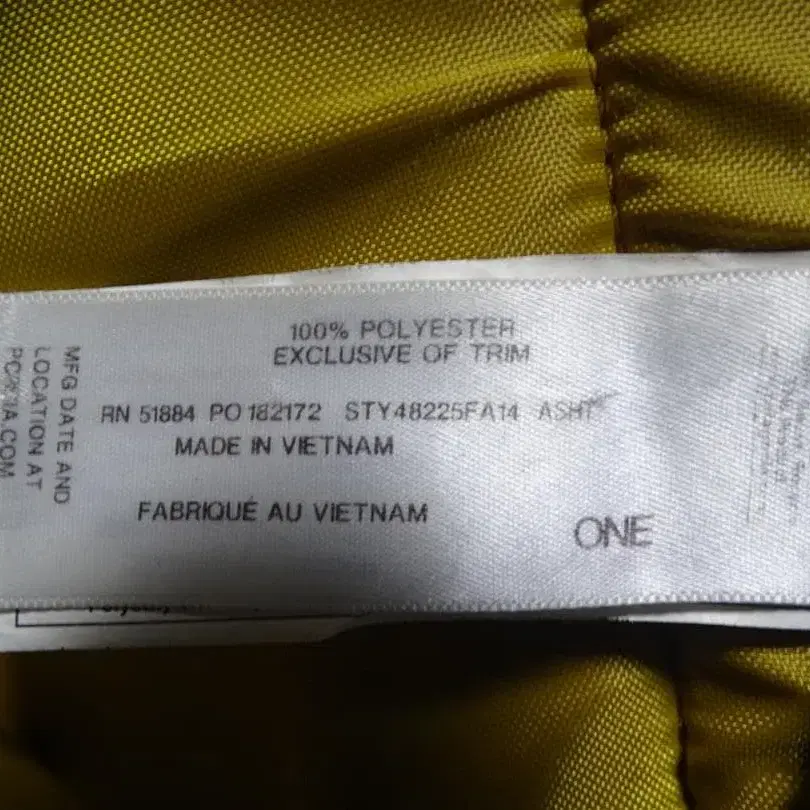 100% POLYESTER
EXCLUSIVE OF TRIM
RN 51884 PO 182172 STY48225FA14 ASHT
MADE IN VIETNAM
FABRIQUÉ AU VIETNAM
ONE
MFG DATE AND
LOCATION AT